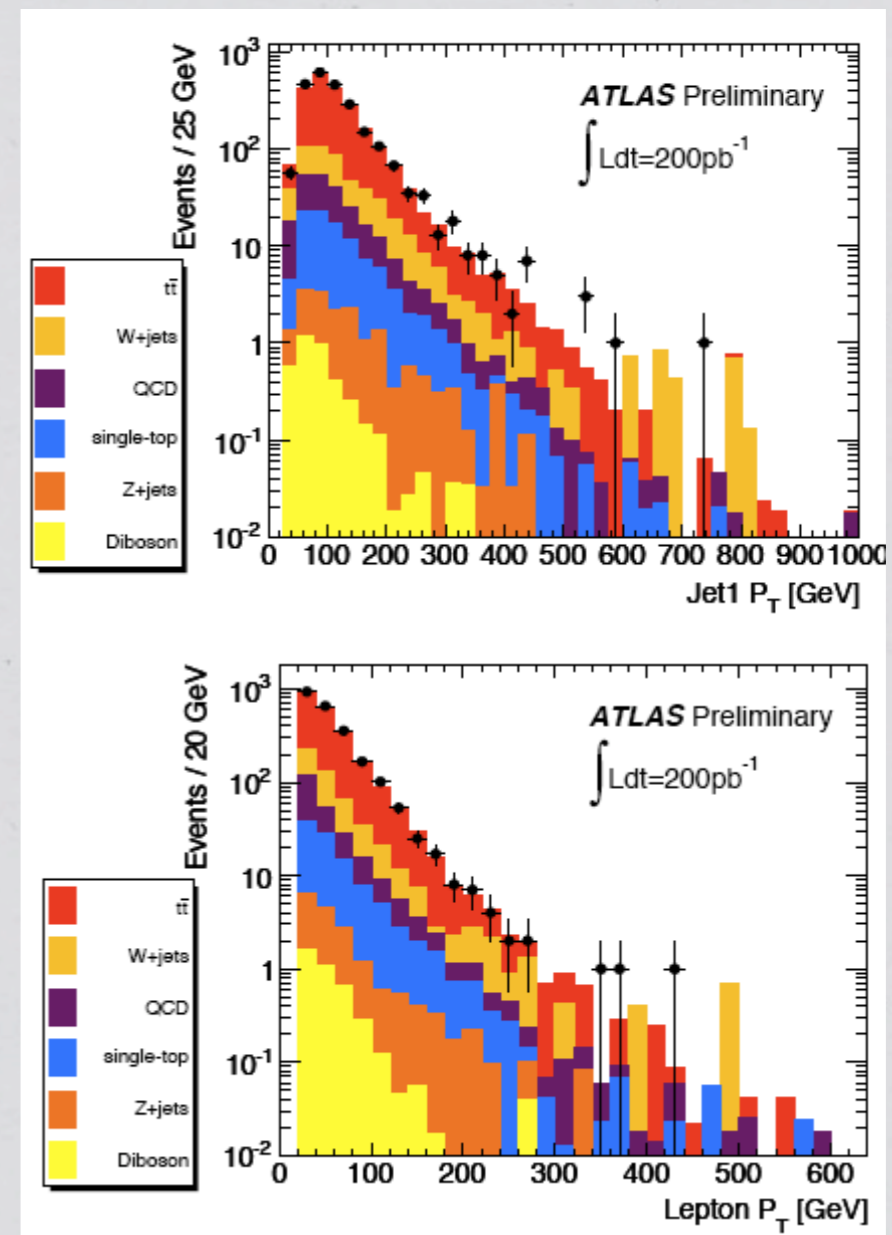 Events / 25 GeV
10³
10²
10
1
10⁻¹
10⁻²
ATLAS Preliminary
∫Ldt=200pb⁻¹
tt̄
W+jets
QCD
single-top
Z+jets
Diboson
0 100 200 300 400 500 600 700 800 900 1000
Jet1 P_T [GeV]
Events / 20 GeV
10³
10²
10
1
10⁻¹
10⁻²
ATLAS Preliminary
∫Ldt=200pb⁻¹
tt̄
W+jets
QCD
single-top
Z+jets
Diboson
0 100 200 300 400 500 600
Lepton P_T [GeV]